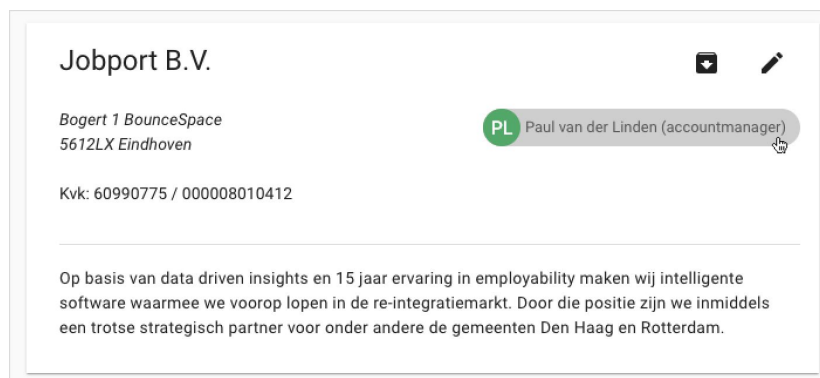 Jobport B.V.
Bogert 1 BounceSpace
5612LX Eindhoven
PL Paul van der Linden (accountmanager)
Kvk: 60990775 / 000008010412
Op basis van data driven insights en 15 jaar ervaring in employability maken wij intelligente
software waarmee we voorop lopen in de re-integratiemarkt. Door die positie zijn we inmiddels
een trotse strategisch partner voor onder andere de gemeenten Den Haag en Rotterdam.